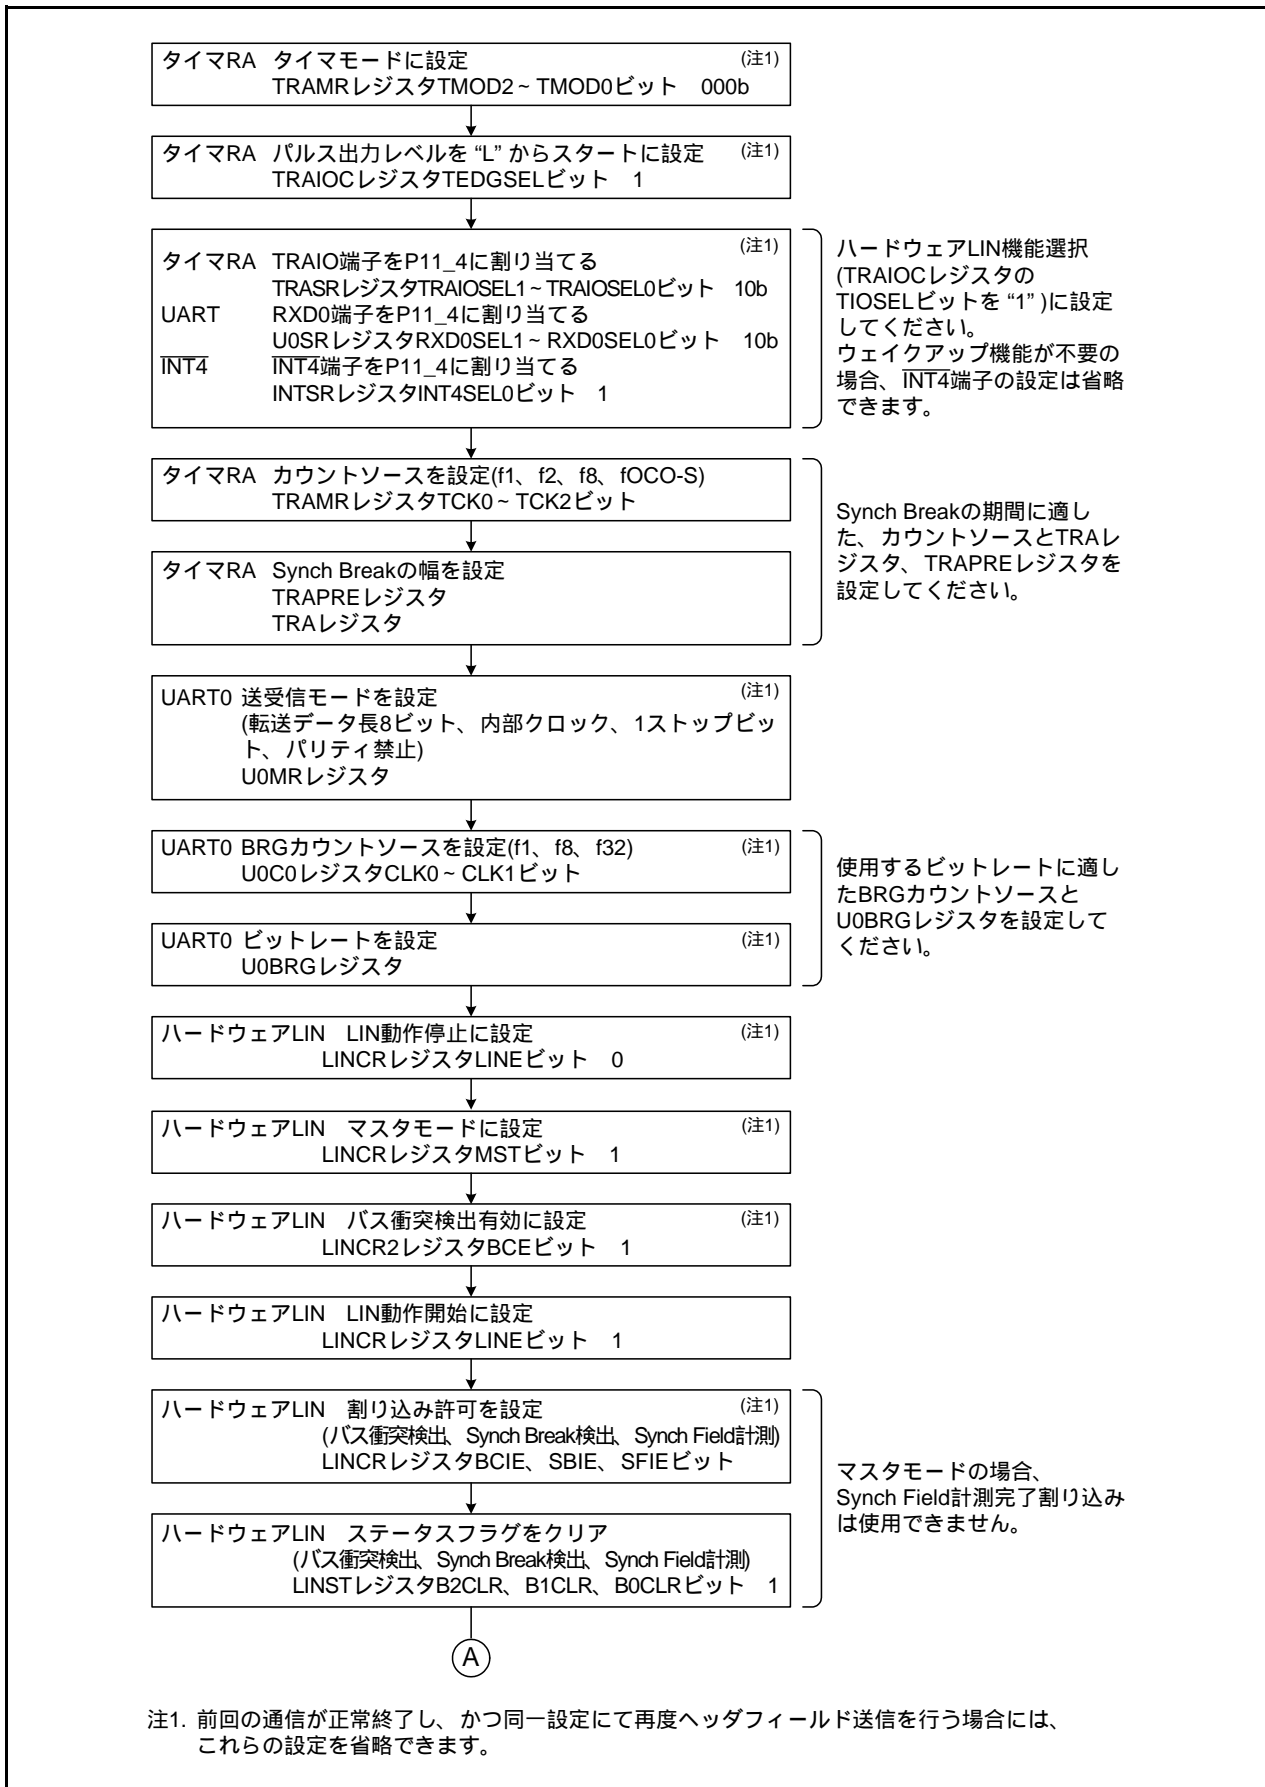 タイマRA タイマモードに設定 (注1)
TRAMRレジスタTMOD2~TMOD0ビット 000b
タイマRA パルス出力レベルを “L” からスタートに設定 (注1)
TRAIOCレジスタTEDGSELビット 1
(注1)
タイマRA TRAIO端子をP11_4に割り当てる
TRASRレジスタTRAIOSEL1~TRAIOSEL0ビット 10b
UART RXD0端子をP11_4に割り当てる
U0SRレジスタRXD0SEL1~RXD0SEL0ビット 10b
INT4 INT4端子をP11_4に割り当てる
INTSRレジスタINT4SEL0ビット 1
ハードウェアLIN機能選択
(TRAIOCレジスタの
TIOSELビットを “1” )に設定
してください。
ウェイクアップ機能が不要の
場合、INT4端子の設定は省略
できます。
タイマRA カウントソースを設定(f1、f2、f8、fOCO-S)
TRAMRレジスタTCK0~TCK2ビット
タイマRA Synch Breakの幅を設定
TRAPREレジスタ
TRAレジスタ
Synch Breakの期間に適し
た、カウントソースとTRAレ
ジスタ、TRAPREレジスタを
設定してください。
UART0 送受信モードを設定 (注1)
(転送データ長8ビット、内部クロック、1ストップビッ
ト、パリティ禁止)
U0MRレジスタ
UART0 BRGカウントソースを設定(f1、f8、f32) (注1)
U0C0レジスタCLK0~CLK1ビット
UART0 ビットレートを設定 (注1)
U0BRGレジスタ
使用するビットレートに適し
たBRGカウントソースと
U0BRGレジスタを設定して
ください。
ハードウェアLIN LIN動作停止に設定 (注1)
LINCRレジスタLINEビット 0
ハードウェアLIN マスタモードに設定 (注1)
LINCRレジスタMSTビット 1
ハードウェアLIN バス衝突検出有効に設定 (注1)
LINCR2レジスタBCEビット 1
ハードウェアLIN LIN動作開始に設定
LINCRレジスタLINEビット 1
ハードウェアLIN 割り込み許可を設定 (注1)
(バス衝突検出、Synch Break検出、Synch Field計測)
LINCRレジスタBCIE、SBIE、SFIEビット
ハードウェアLIN ステータスフラグをクリア
(バス衝突検出、Synch Break検出、Synch Field計測)
LINSTレジスタB2CLR、B1CLR、B0CLRビット 1
マスタモードの場合、
Synch Field計測完了割り込み
は使用できません。
A
注1. 前回の通信が正常終了し、かつ同一設定にて再度ヘッダフィールド送信を行う場合には、
これらの設定を省略できます。